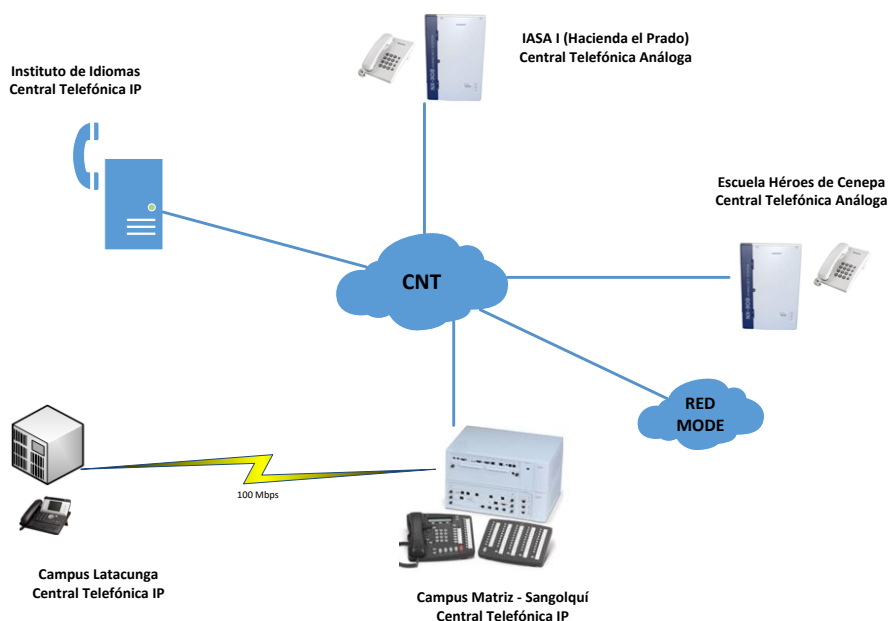 IASA I (Hacienda el Prado)
Central Telefónica Análoga
Instituto de Idiomas
Central Telefónica IP
Escuela Héroes de Cenepa
Central Telefónica Análoga
CNT
RED
MODE
100 Mbps
Campus Latacunga
Central Telefónica IP
Campus Matriz - Sangolquí
Central Telefónica IP